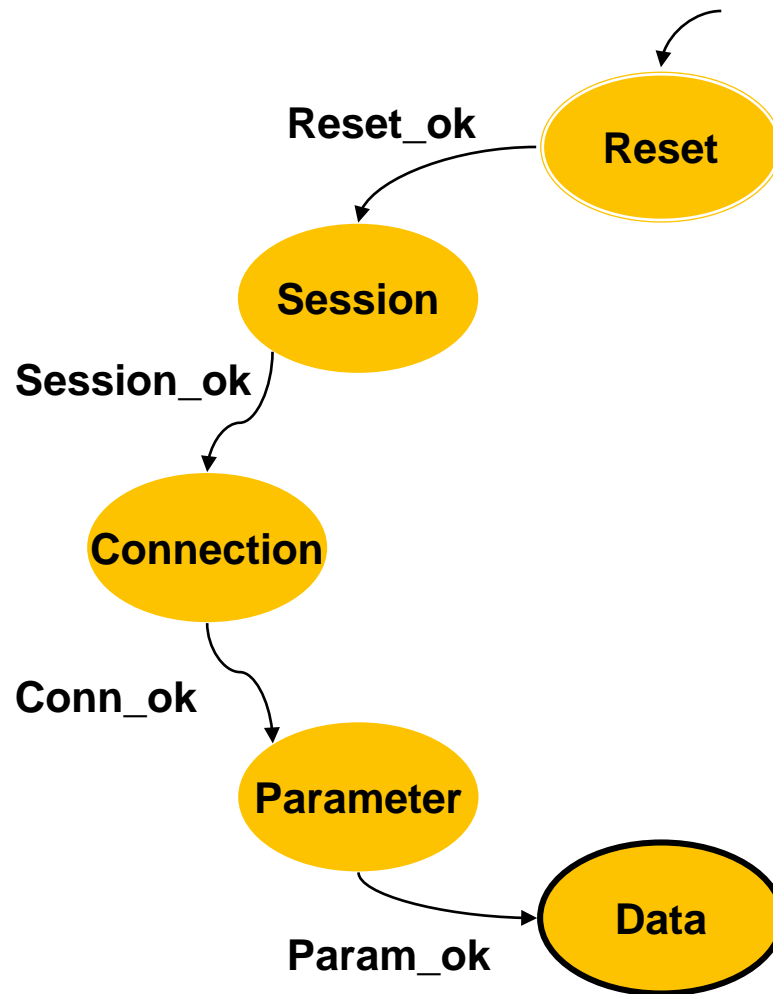 Reset_ok
Reset
Session
Session_ok
Connection
Conn_ok
Parameter
Data
Param_ok